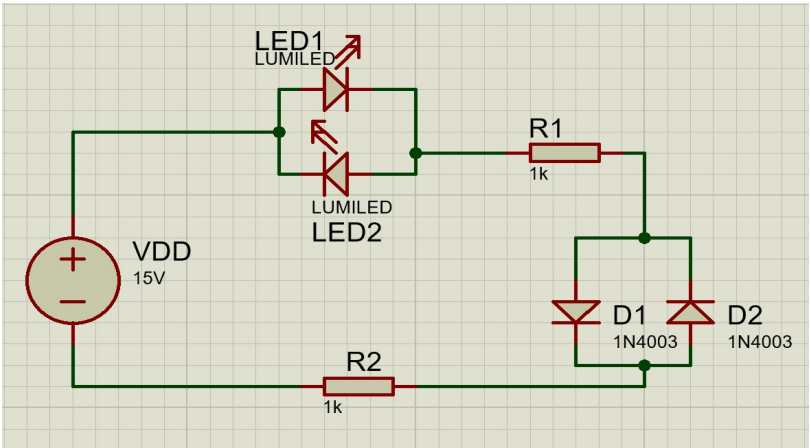 LED1
LUMILED
LUMILED
LED2
R1
1k
VDD
15V
D1
1N4003
D2
1N4003
R2
1k